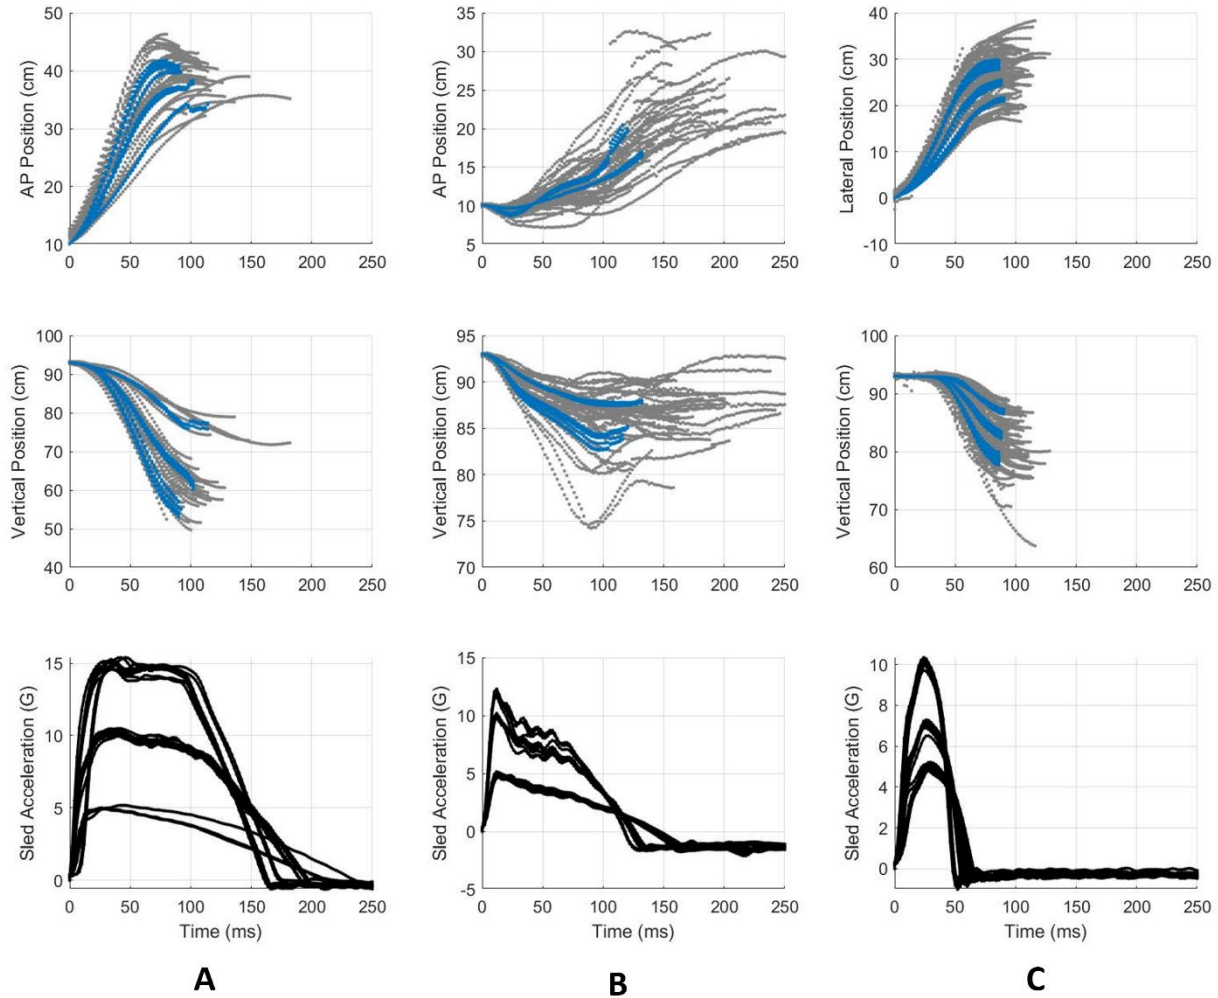 50
40
30
20
10
AP Position (cm)
0 50 100 150 200 250
35
30
25
20
15
10
5
AP Position (cm)
0 50 100 150 200 250
40
30
20
10
0
-10
Lateral Position (cm)
0 50 100 150 200 250
100
90
80
70
60
50
40
Vertical Position (cm)
0 50 100 150 200 250
95
90
85
80
75
70
Vertical Position (cm)
0 50 100 150 200 250
100
90
80
70
60
Vertical Position (cm)
0 50 100 150 200 250
15
10
5
0
Sled Acceleration (G)
0 50 100 150 200 250
Time (ms)
15
10
5
0
-5
Sled Acceleration (G)
0 50 100 150 200 250
Time (ms)
10
8
6
4
2
0
Sled Acceleration (G)
0 50 100 150 200 250
Time (ms)
A
B
C